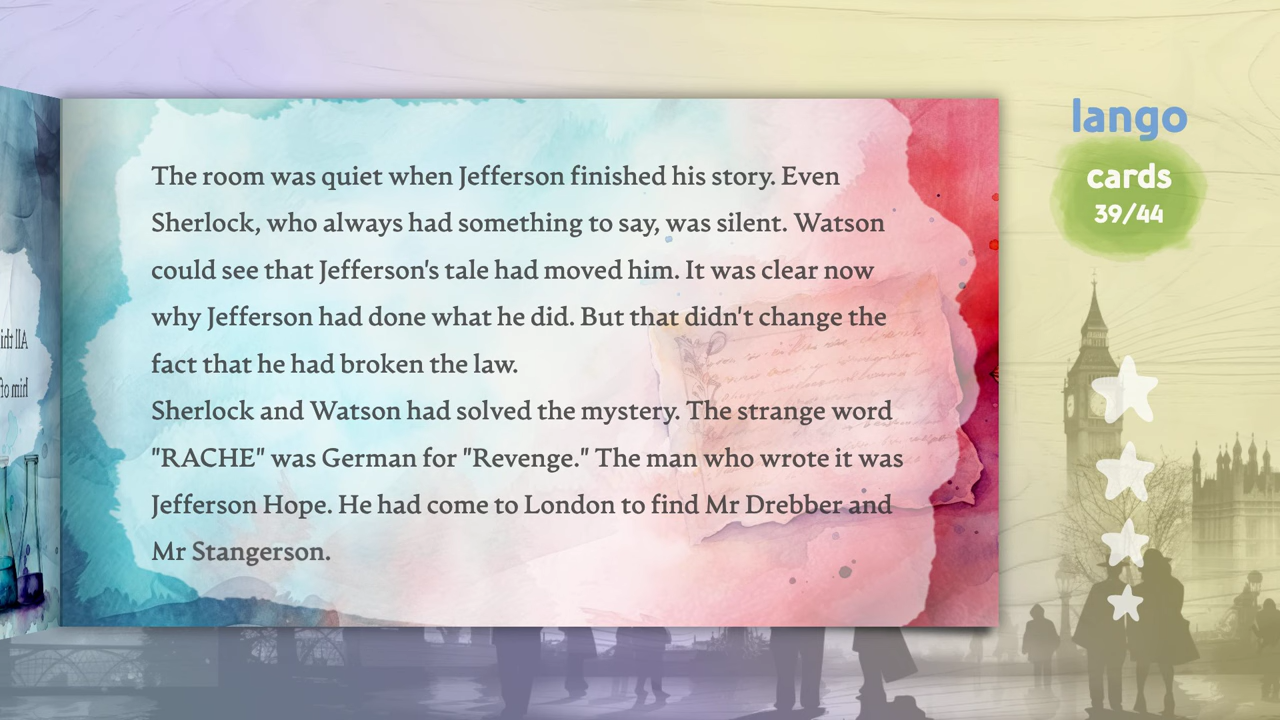 The room was quiet when Jefferson finished his story. Even
Sherlock, who always had something to say, was silent. Watson
could see that Jefferson's tale had moved him. It was clear now
why Jefferson had done what he did. But that didn't change the
fact that he had broken the law.
Sherlock and Watson had solved the mystery. The strange word
"RACHE" was German for "Revenge." The man who wrote it was
Jefferson Hope. He had come to London to find Mr Drebber and
Mr Stangerson.
lango
cards
39/44